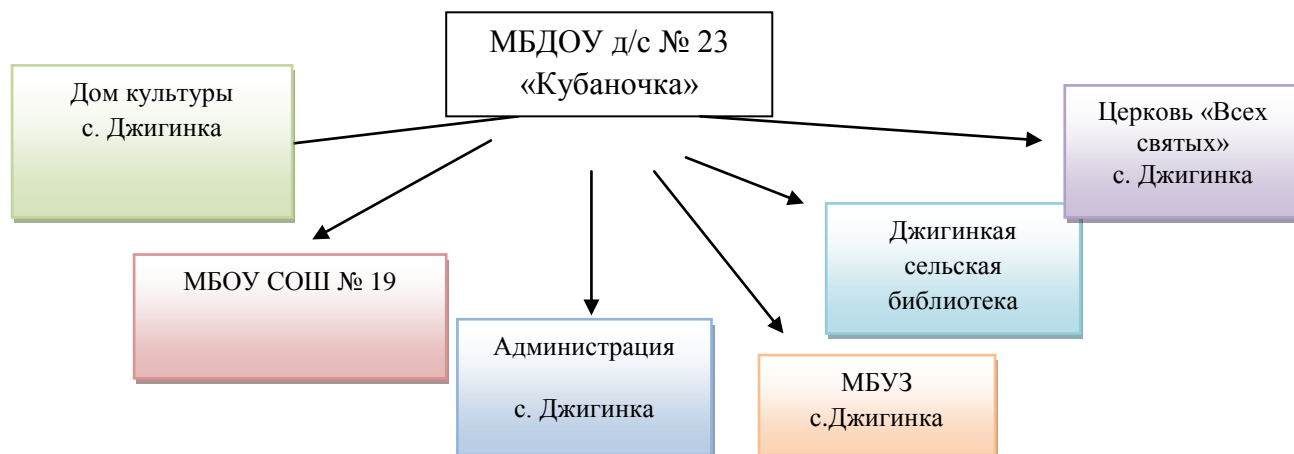 МБДОУ д/с № 23
«Кубаночка»
Дом культуры
с. Джигинка
Церковь «Всех
святых»
с. Джигинка
МБОУ СОШ № 19
Джигинкая
сельская
библиотека
Администрация
с. Джигинка
МБУЗ
с.Джигинка